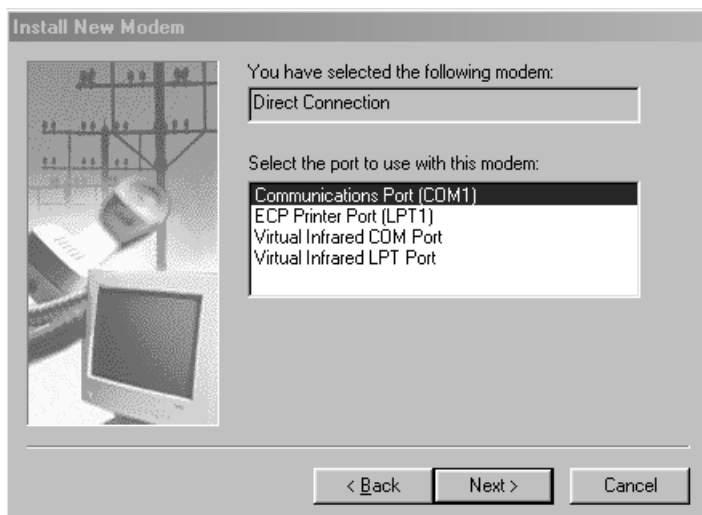 Install New Modem
You have selected the following modem:
Direct Connection
Select the port to use with this modem:
Communications Port (COM1)
ECP Printer Port (LPT1)
Virtual Infrared COM Port
Virtual Infrared LPT Port
< Back
Next >
Cancel